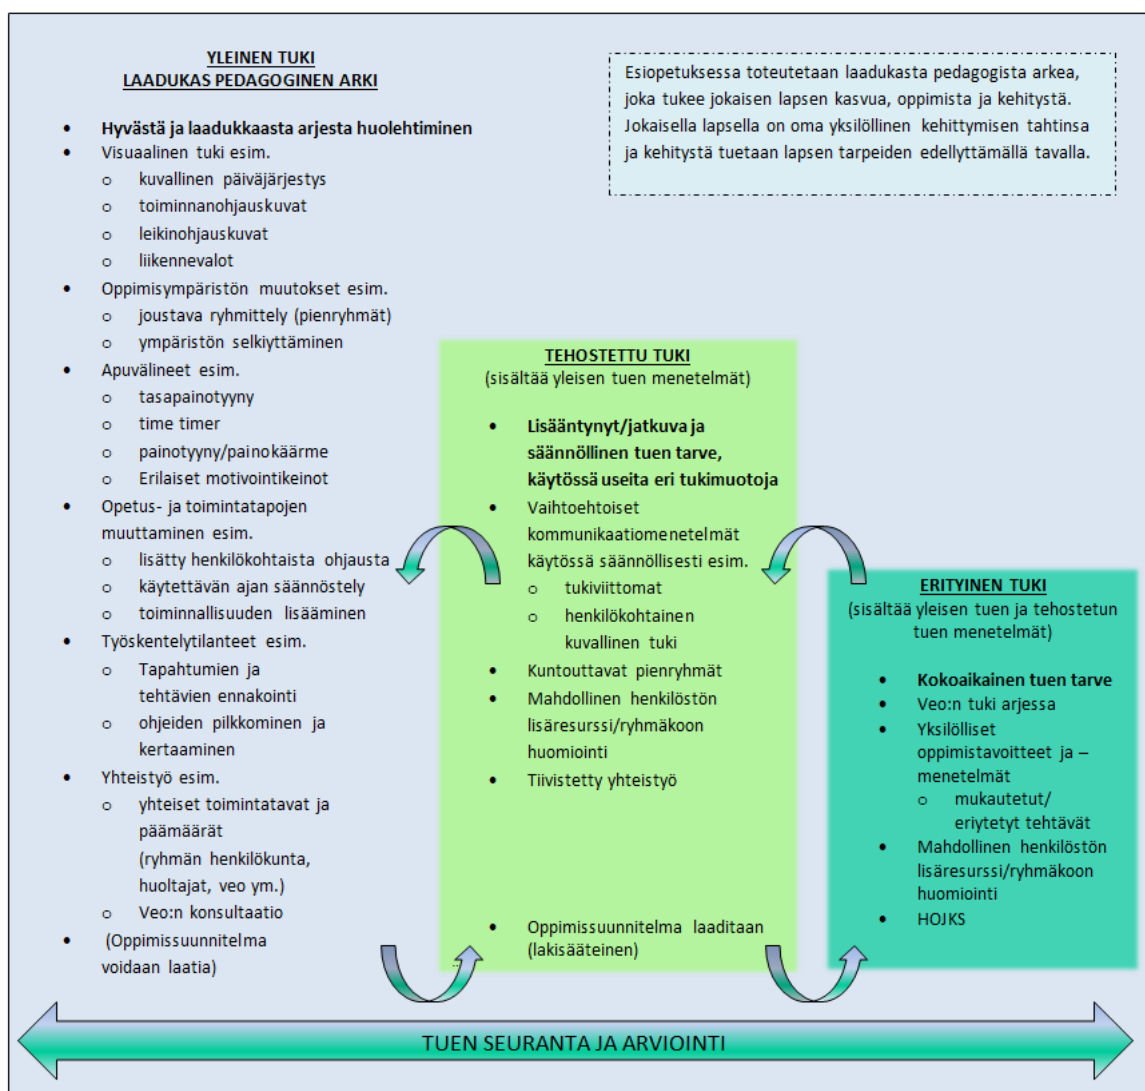 YLEINEN TUKI
LAADUKAS PEDAGOGINEN ARKI
• Hyvästä ja laadukkaasta arjesta huolehtiminen
• Visuaalinen tuki esim.
o kuvallinen päiväjärjestys
o toiminnanohjauskuvat
o leikinohjauskuvat
o liikennevalot
• Oppimisympäristön muutokset esim.
o joustava ryhmittely (pienryhmät)
o ympäristön selkiyttäminen
• Apuvälineet esim.
o tasapainotyyny
o time timer
o painotyyny/painokäärme
o Erilaiset motivointikeinot
• Opetus- ja toimintatapojen
muuttaminen esim.
o lisätty henkilökohtaista ohjausta
o käytettävän ajan säännöstely
o toiminnallisuuden lisääminen
• Työskentelytilanteet esim.
o Tapahtumien ja
tehtävien ennakointi
o ohjeiden pilkkominen ja
kertaaminen
• Yhteistyö esim.
o yhteiset toimintatavat ja
päämäärät
(ryhmän henkilökunta,
huoltajat, veo ym.)
o Veo:n konsultaatio
• (Oppimissuunnitelma
voidaan laatia)
Esiopetuksessa toteutetaan laadukasta pedagogista arkea,
joka tukee jokaisen lapsen kasvua, oppimista ja kehitystä.
Jokaisella lapsella on oma yksilöllinen kehittymisen tahtinsa
ja kehitystä tuetaan lapsen tarpeiden edellyttämällä tavalla.
TEHOSTETTU TUKI
(sisältää yleisen tuen menetelmät)
• Lisääntynyt/jatkuva ja
säännöllinen tuen tarve,
käytössä useita eri tukimuotoja
• Vaihtoehtoiset
kommunikaatiomenetelmät
käytössä säännöllisesti esim.
o tukiviittomat
o henkilökohtainen
kuvallinen tuki
• Kuntouttavat pienryhmät
• Mahdollinen henkilöstön
lisäresurssi/ryhmäkoon
huomiointi
• Tiivistetty yhteistyö
• Oppimissuunnitelma laaditaan
(lakisääteinen)
ERITYINEN TUKI
(sisältää yleisen tuen ja tehostetun
tuen menetelmät)
• Kokoaikainen tuen tarve
• Veo:n tuki arjessa
• Yksilölliset
oppimistavoitteet ja –
menetelmät
o mukautetut/
eriytetyt tehtävät
• Mahdollinen henkilöstön
lisäresurssi/ryhmäkoon
huomiointi
• HOJKS
TUEN SEURANTA JA ARVIOINTI